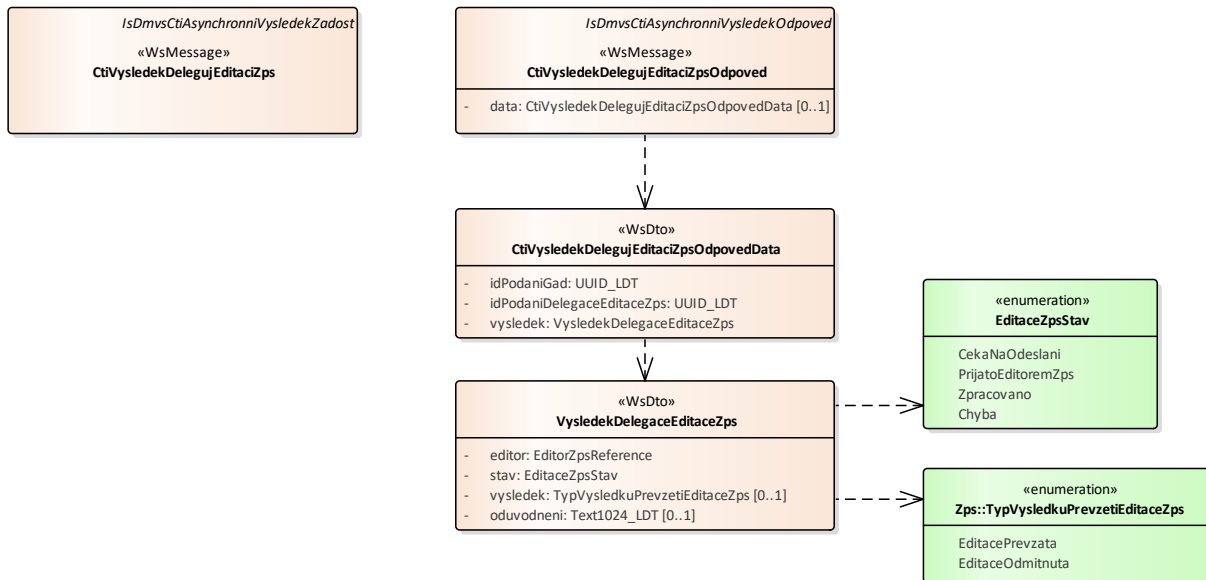 IsDmvsCtiAsynchronniVysledekZadost
«WsMessage»
CtiVysledekDelegujEditaciZps
IsDmvsCtiAsynchronniVysledekOdpoved
«WsMessage»
CtiVysledekDelegujEditaciZpsOdpoved
- data: CtiVysledekDelegujEditaciZpsOdpovedData [0..1]
«WsDto»
CtiVysledekDelegujEditaciZpsOdpovedData
- idPodaniGad: UUID_LDT
- idPodaniDelegaceEditaceZps: UUID_LDT
- vysledek: VysledekDelegaceEditaceZps
«enumeration»
EditaceZpsStav
CekaNaOdeslani
PrijatoEditoremZps
Zpracovano
Chyba
«WsDto»
VysledekDelegaceEditaceZps
- editor: EditorZpsReference
- stav: EditaceZpsStav
- vysledek: TypVysledkuPrevzetiEditaceZps [0..1]
- oduvodneni: Text1024_LDT [0..1]
«enumeration»
Zps::TypVysledkuPrevzetiEditaceZps
EditacePrevzata
EditaceOdmitnuta